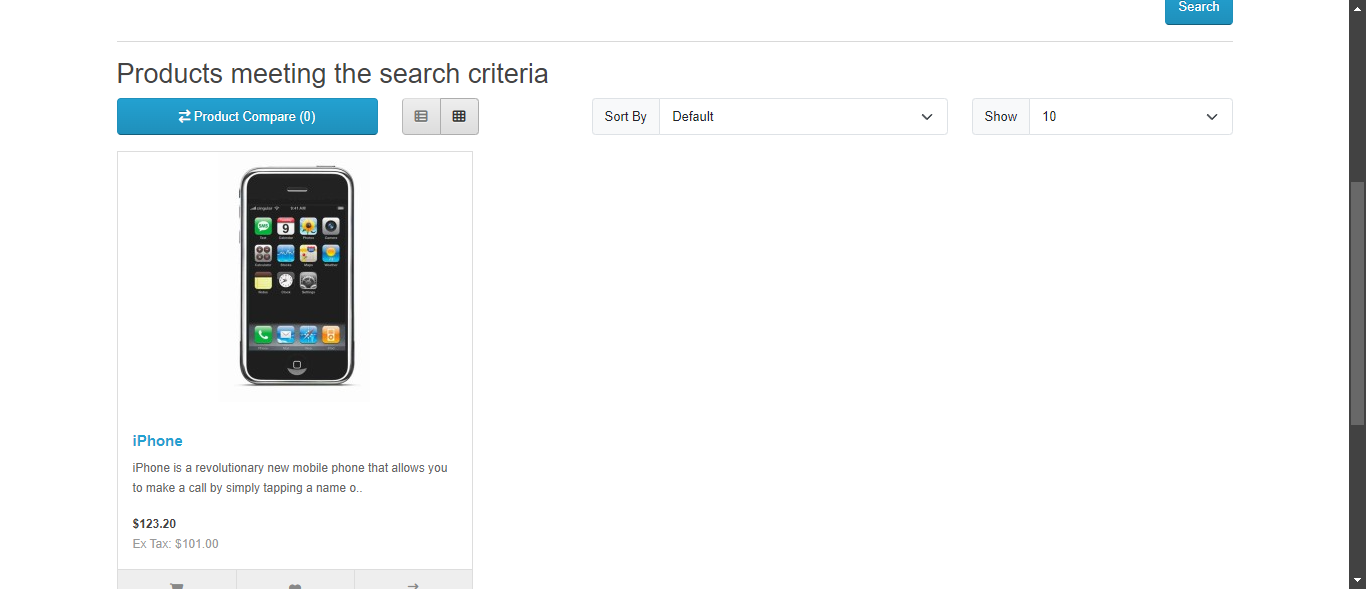 Search
Products meeting the search criteria
Product Compare (0)
Sort By
Default
Show
10
iPhone
iPhone is a revolutionary new mobile phone that allows you
to make a call by simply tapping a name o..
$123.20
Ex Tax: $101.00